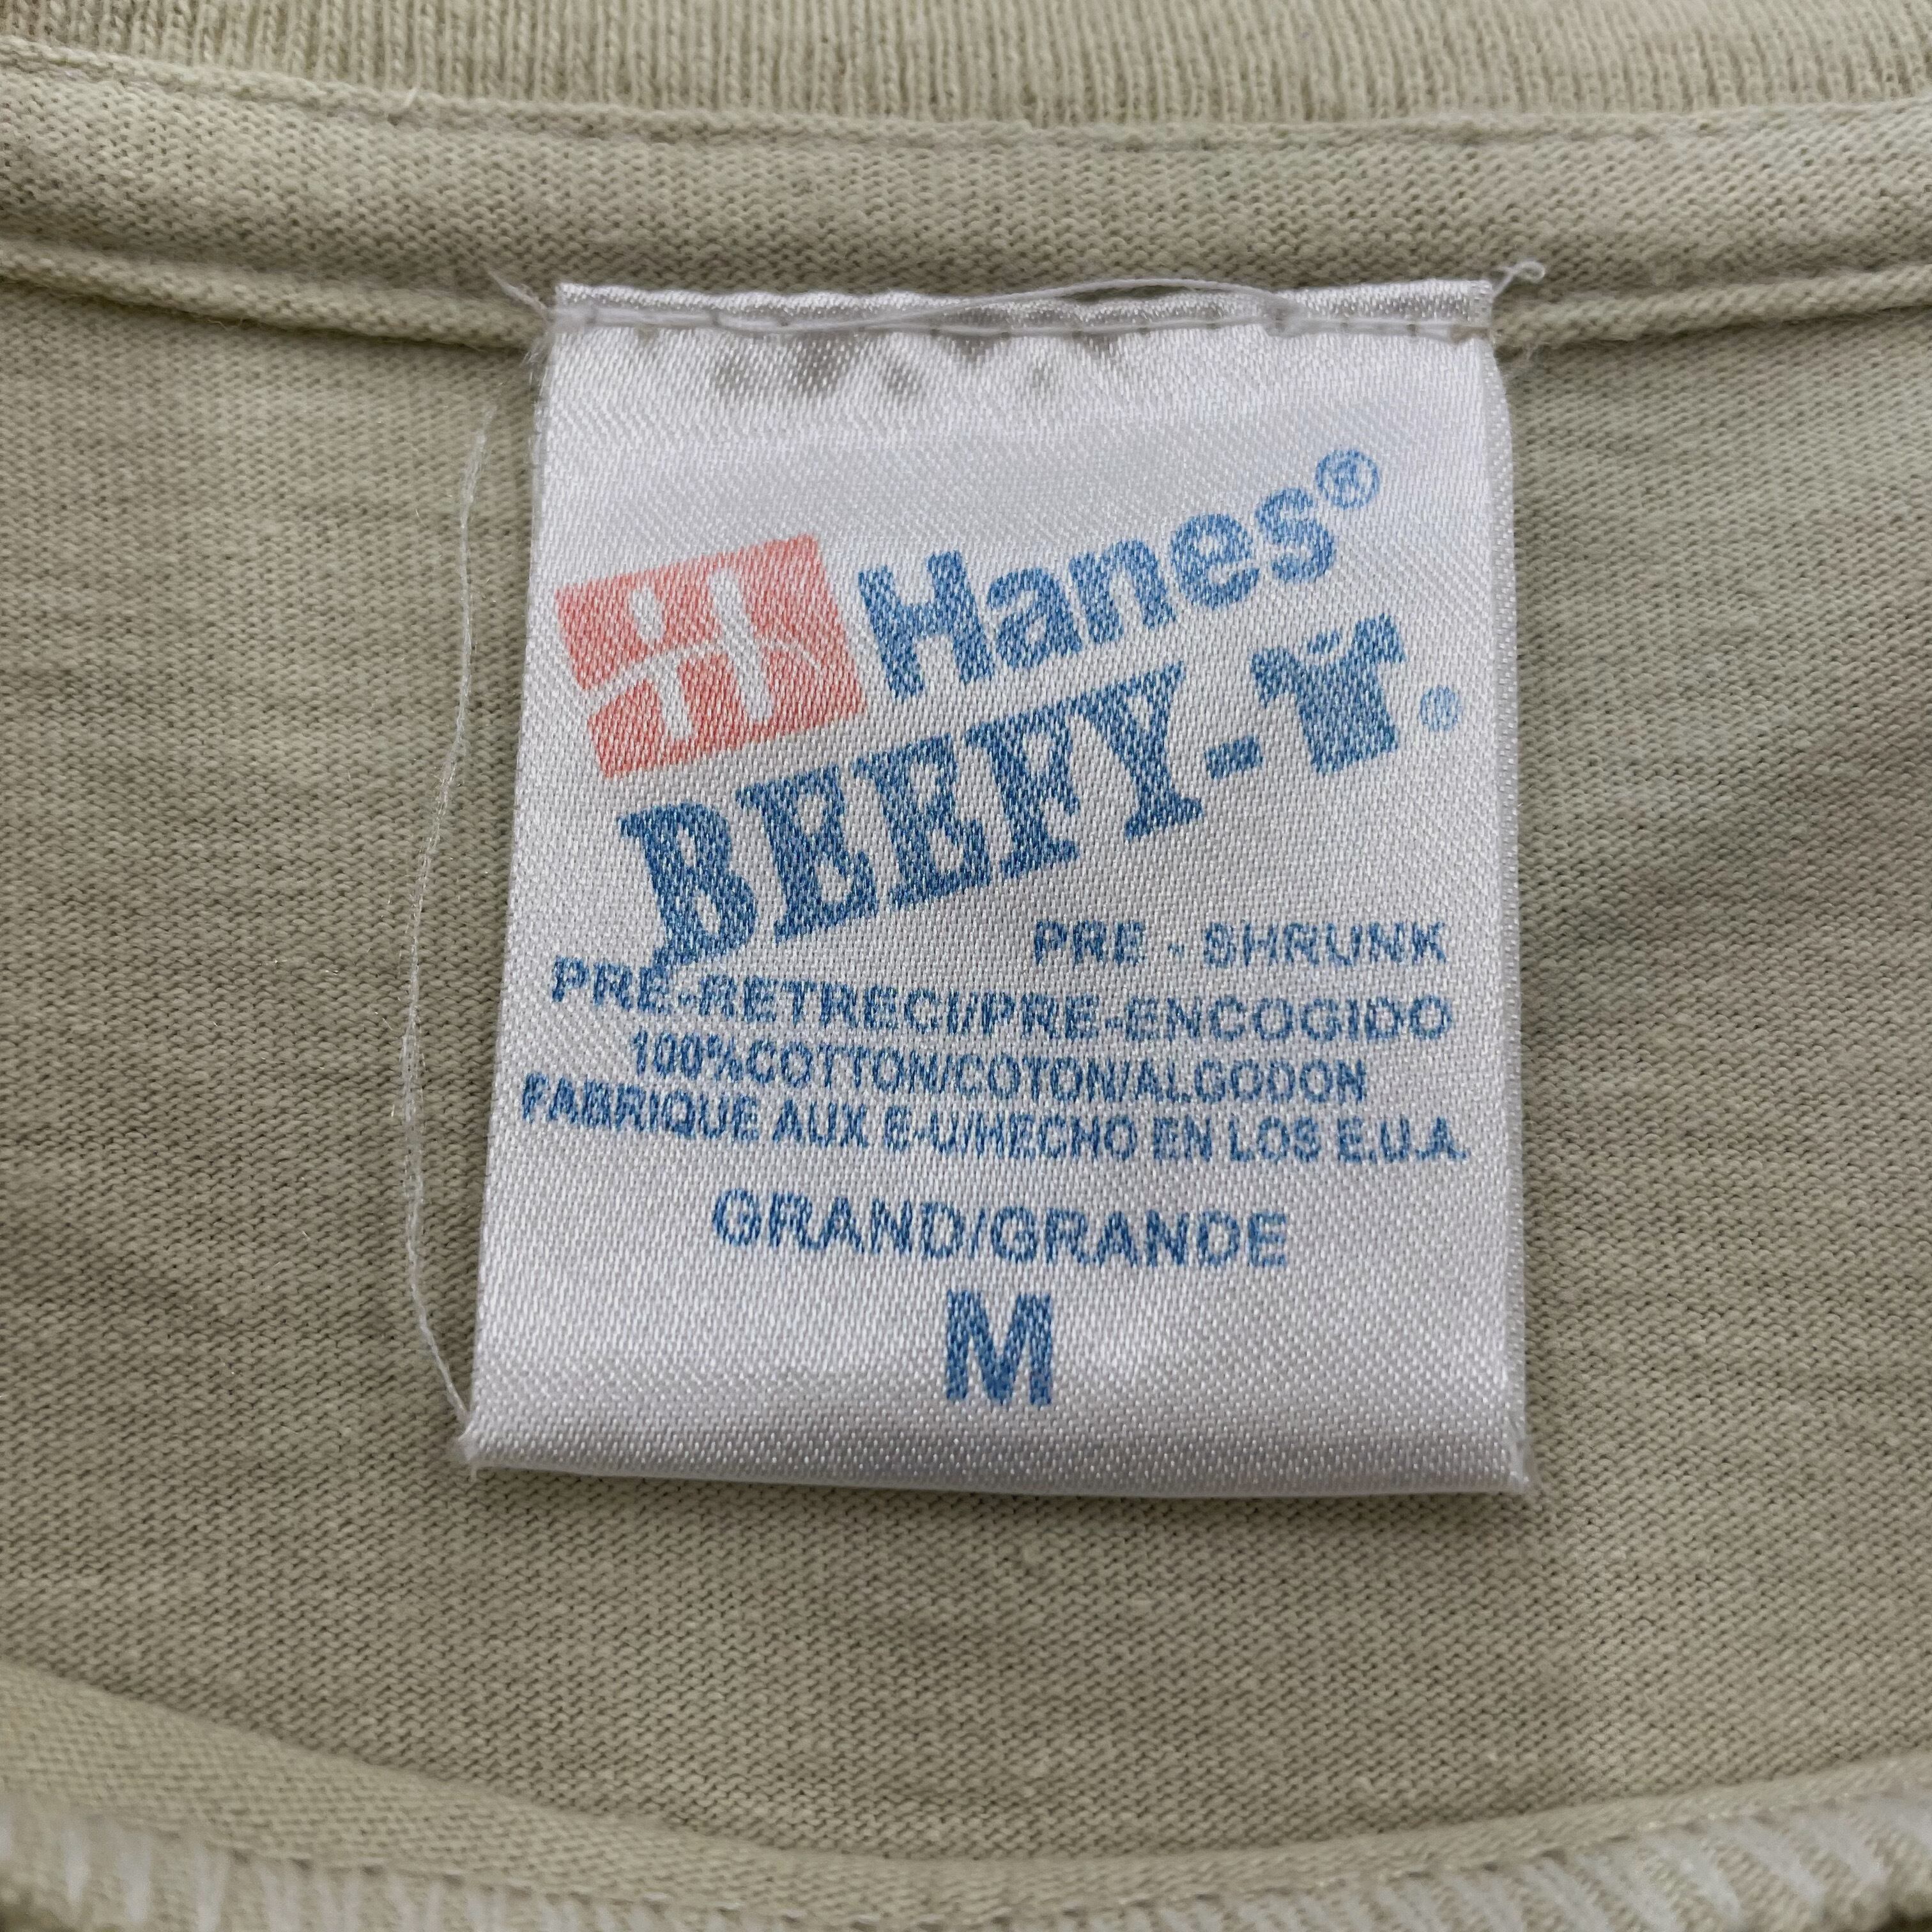 Hanes®
BEEFY-T®
PRE - SHRUNK
PRE-RETRECI/PRE-ENCOGIDO
100%COTTON/COTON/ALGODON
FABRIQUE AUX E-U/HECHO EN LOS E.U.A.
GRAND/GRANDE
M